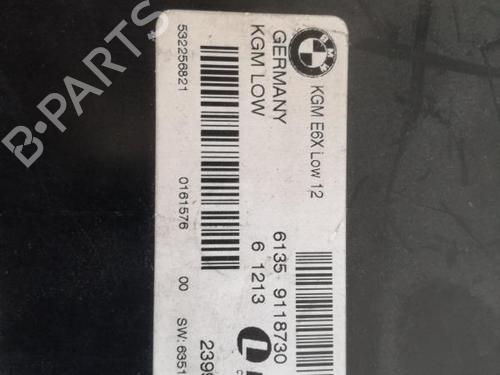 BMW
KGM E6X Low 12
GERMANY
KGM LOW
6135 9118730
6 1213
532256821
0161576
00
SW: 6351
2399
B-PARTS